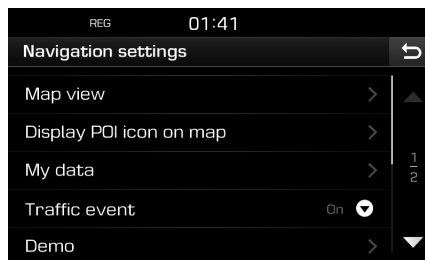 REG 01:41
Navigation settings
Map view
Display POI icon on map
My data
1
2
Traffic event On
Demo